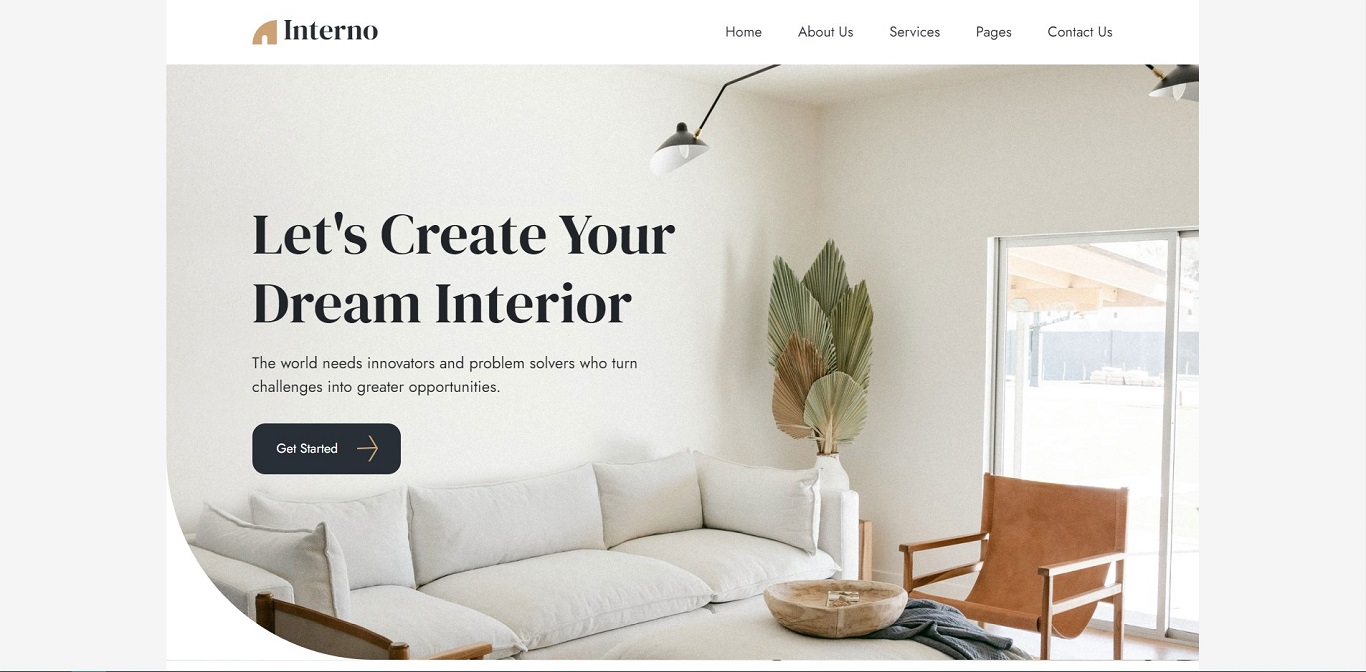 Interno
Home About Us Services Pages Contact Us
Let's Create Your
Dream Interior
The world needs innovators and problem solvers who turn
challenges into greater opportunities.
Get Started